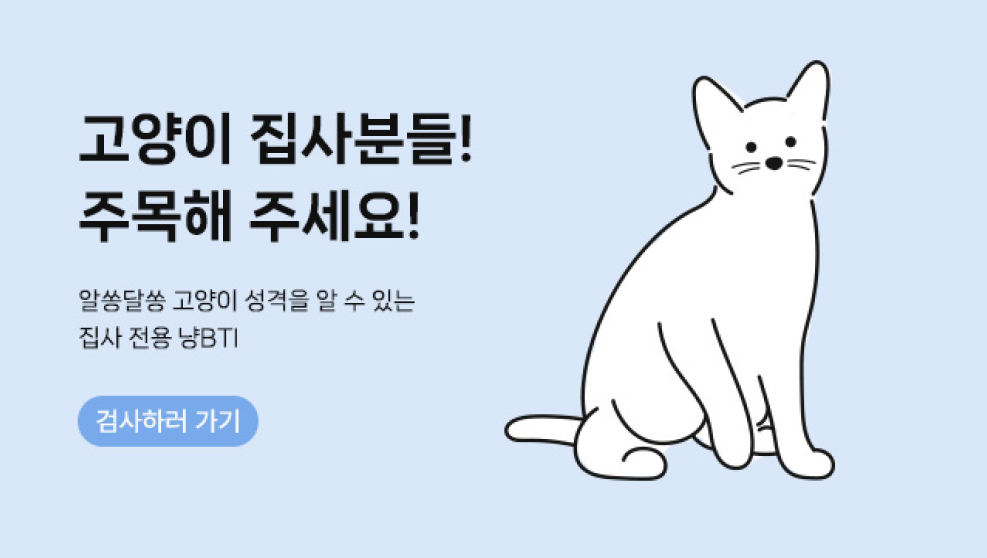 고양이 집사분들!
주목해 주세요!
알쏭달쏭 고양이 성격을 알 수 있는
집사 전용 냥BTI
검사하러 가기